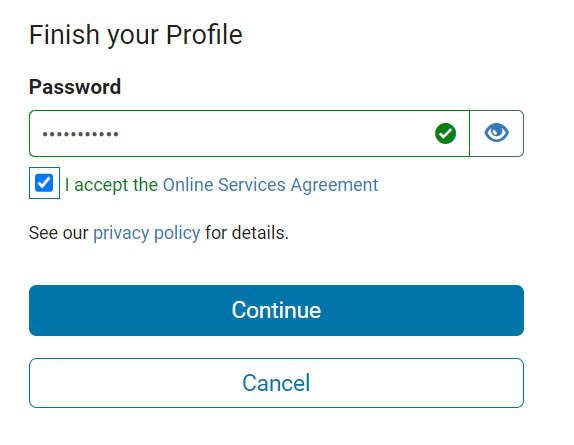 Finish your Profile
Password
•••••••••••
I accept the Online Services Agreement
See our privacy policy for details.
Continue
Cancel